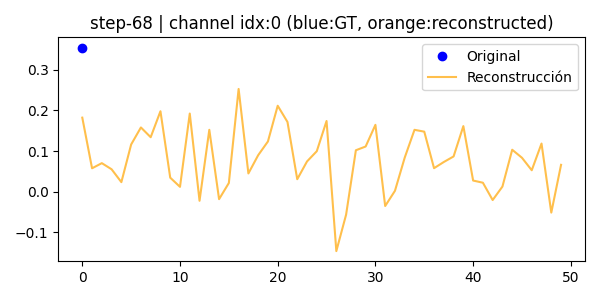 step-68 | channel idx:0 (blue:GT, orange:reconstructed)
Original
Reconstrucción
0.3
0.2
0.1
0.0
−0.1
0 10 20 30 40 50